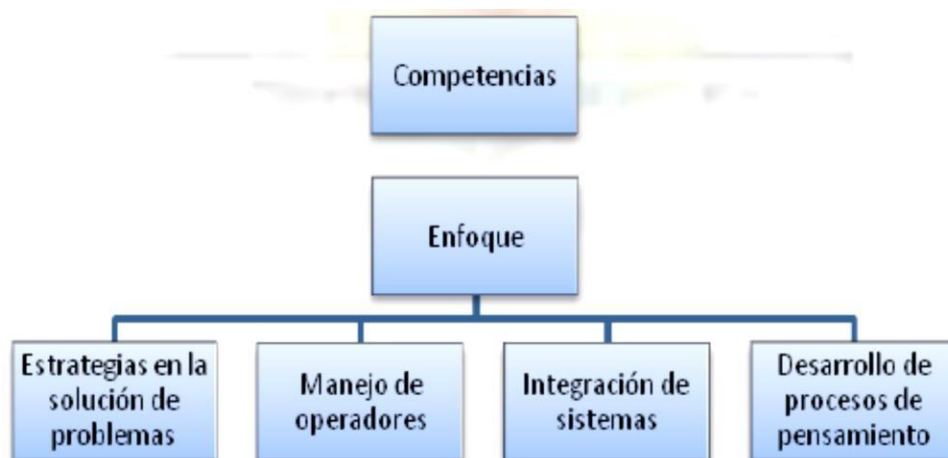 Competencias
Enfoque
Estrategias en la
solución de
problemas
Manejo de
operadores
Integración de
sistemas
Desarrollo de
procesos de
pensamiento